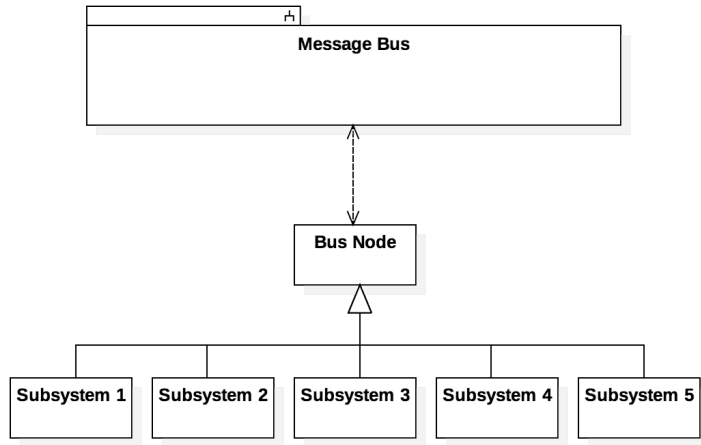 Message Bus
Bus Node
Subsystem 1
Subsystem 2
Subsystem 3
Subsystem 4
Subsystem 5